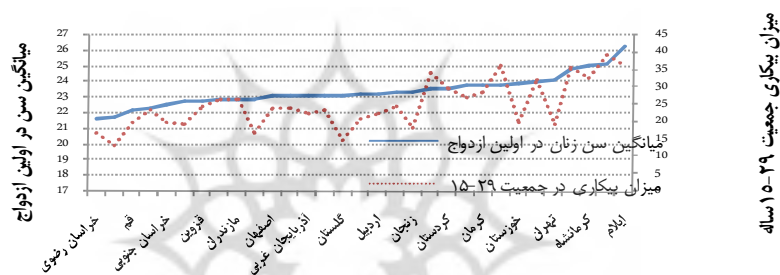 میانگین سن در اولین ازدواج
میزان بیکاری جمعیت ۲۹-۱۵ ساله
27
26
25
24
23
22
21
20
19
18
17
45
40
35
30
25
20
15
10
5
میانگین سن زنان در اولین ازدواج
میزان بیکاری در جمعیت ۲۹-۱۵
خراسان رضوی
قم
خراسان جنوبی
قزوین
مازندران
اصفهان
آذربایجان غربی
گلستان
اردبیل
زنجان
کردستان
کرمان
خوزستان
تهران
کرمانشاه
ایلام